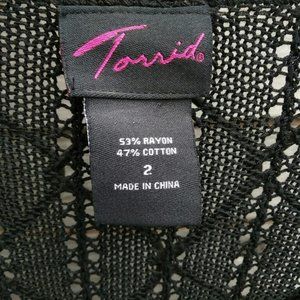 Torrid®
53% RAYON
47% COTTON
2
MADE IN CHINA